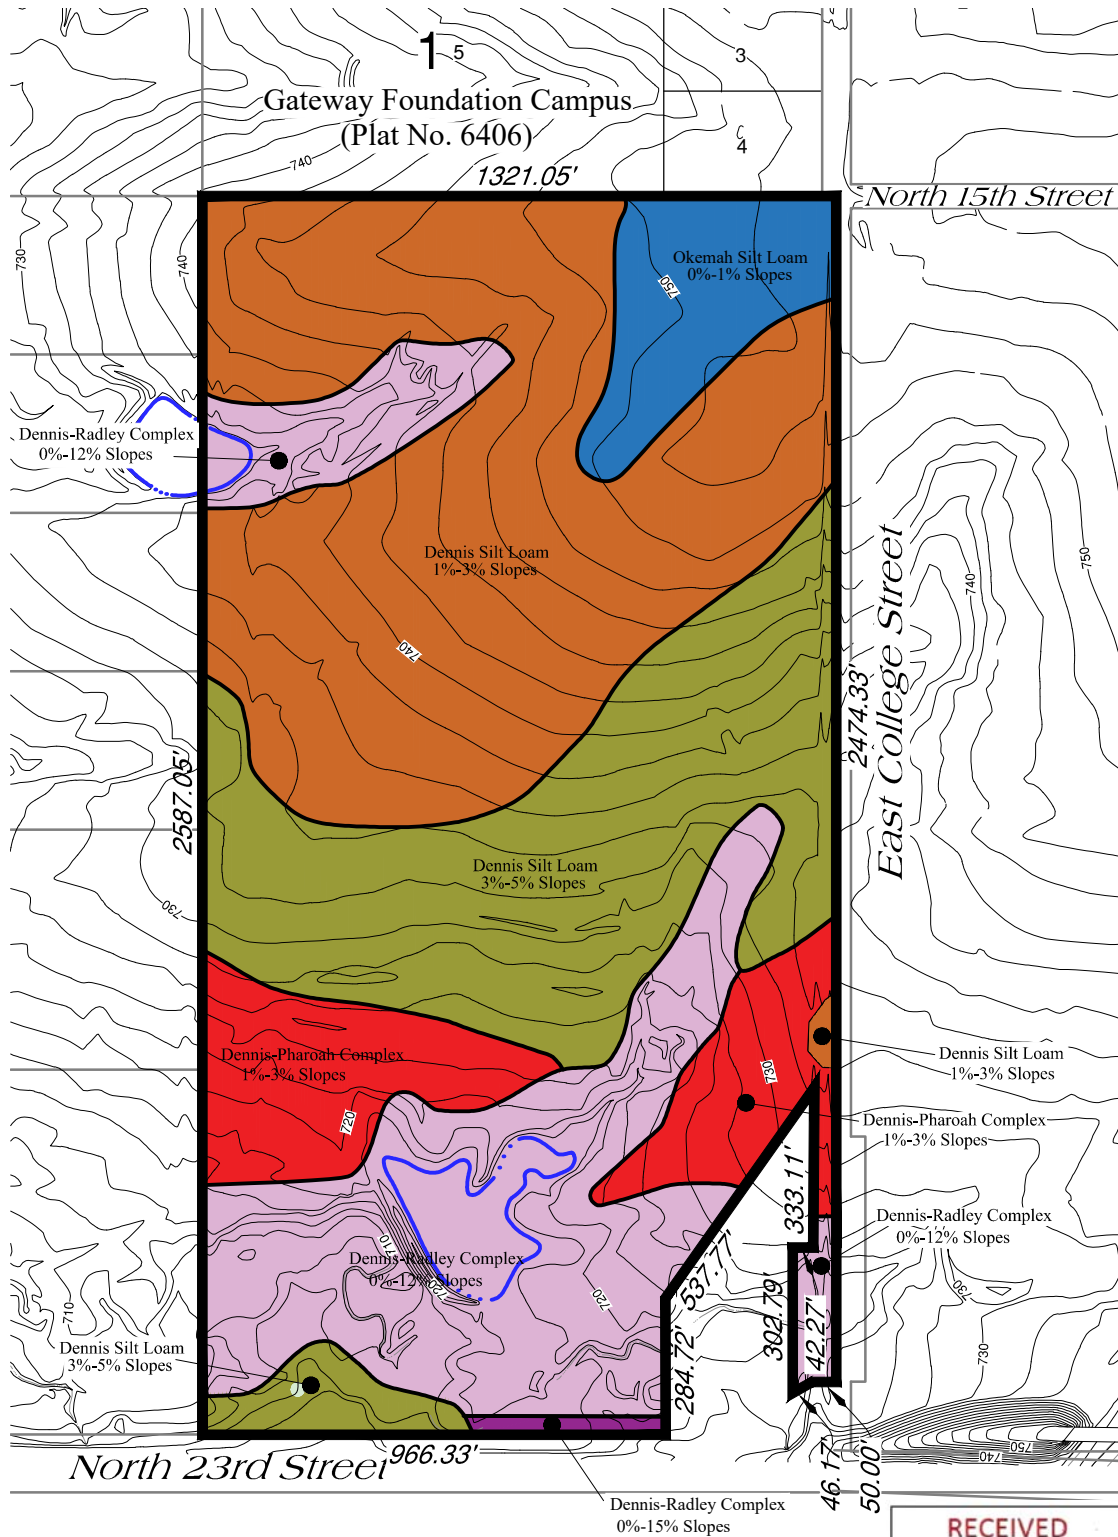 1
5
3
Gateway Foundation Campus
(Plat No. 6406)
C
4
740
1321.05'
North 15th Street
730
740
Okemah Silt Loam
0%-1% Slopes
750
Dennis-Radley Complex
0%-12% Slopes
Dennis Silt Loam
1%-3% Slopes
750
740
740
East College Street
2474.33'
2587.05'
Dennis Silt Loam
3%-5% Slopes
730
Dennis-Pharoah Complex
1%-3% Slopes
720
730
Dennis Silt Loam
1%-3% Slopes
Dennis-Pharoah Complex
1%-3% Slopes
333.11'
Dennis-Radley Complex
0%-12% Slopes
710
Dennis-Radley Complex
0%-12% Slopes
720
720
537.77'
302.79'
42.27'
284.72'
730
730
710
Dennis Silt Loam
3%-5% Slopes
North 23rd Street
966.33'
46.17'
50.00'
750
740
Dennis-Radley Complex
0%-15% Slopes
RECEIVED